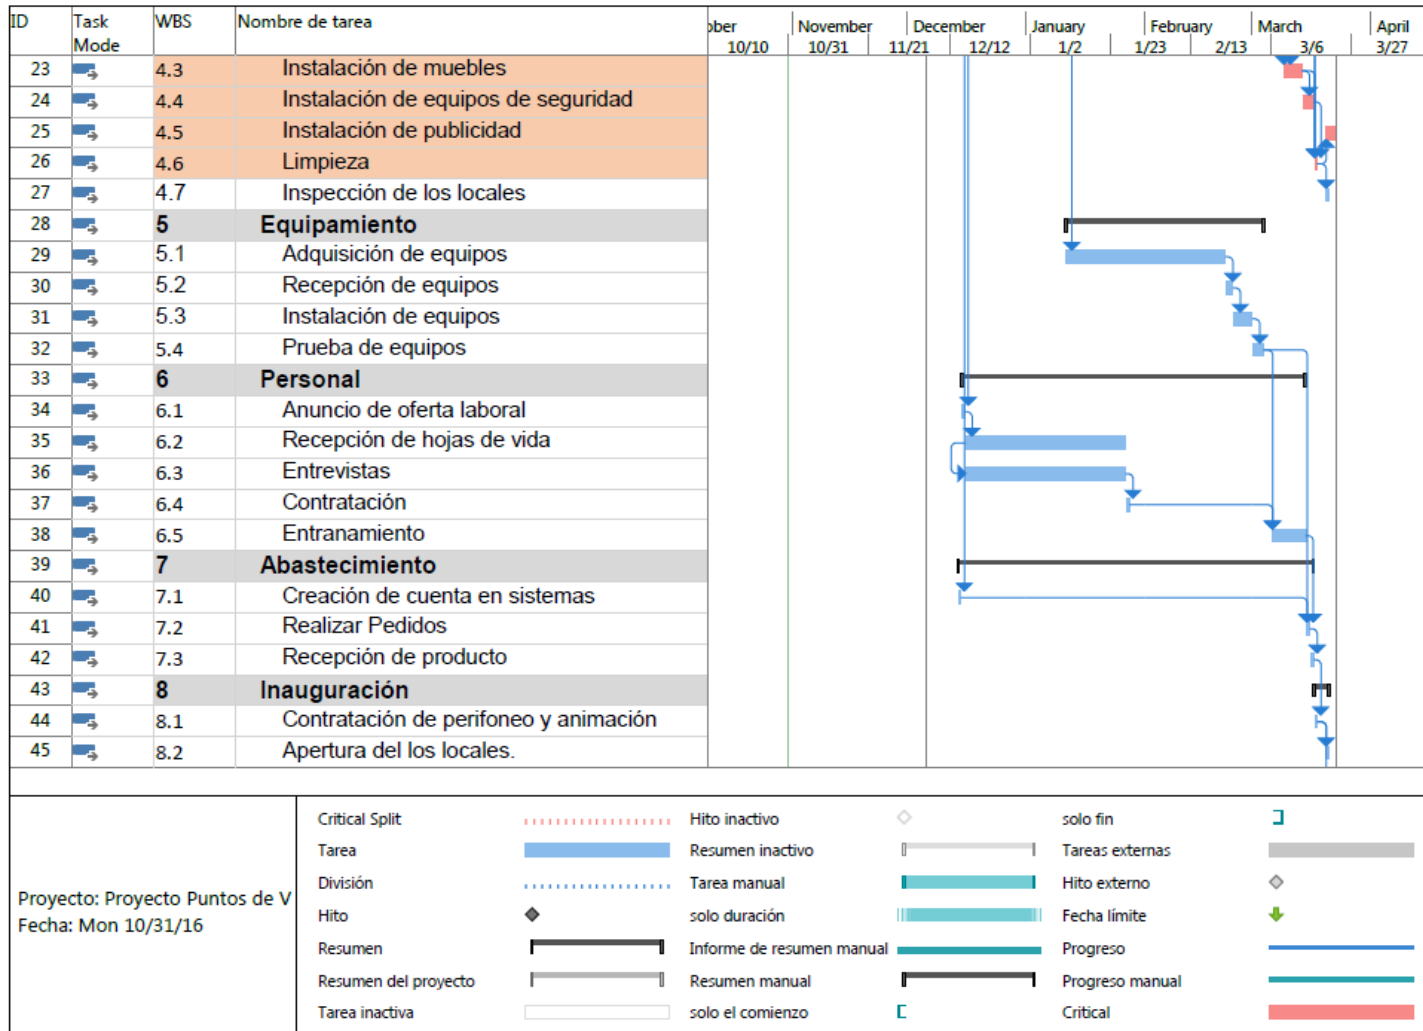 ID Task Mode WBS Nombre de tarea ober November December January February March April
10/10 10/31 11/21 12/12 1/2 1/23 2/13 3/6 3/27
23 4.3 Instalación de muebles
24 4.4 Instalación de equipos de seguridad
25 4.5 Instalación de publicidad
26 4.6 Limpieza
27 4.7 Inspección de los locales
28 5 Equipamiento
29 5.1 Adquisición de equipos
30 5.2 Recepción de equipos
31 5.3 Instalación de equipos
32 5.4 Prueba de equipos
33 6 Personal
34 6.1 Anuncio de oferta laboral
35 6.2 Recepción de hojas de vida
36 6.3 Entrevistas
37 6.4 Contratación
38 6.5 Entranamiento
39 7 Abastecimiento
40 7.1 Creación de cuenta en sistemas
41 7.2 Realizar Pedidos
42 7.3 Recepción de producto
43 8 Inauguración
44 8.1 Contratación de perifoneo y animación
45 8.2 Apertura del los locales.
Proyecto: Proyecto Puntos de V
Fecha: Mon 10/31/16
Critical Split Hito inactivo solo fin
Tarea Resumen inactivo Tareas externas
División Tarea manual Hito externo
Hito solo duración Fecha límite
Resumen Informe de resumen manual Progreso
Resumen del proyecto Resumen manual Progreso manual
Tarea inactiva solo el comienzo Critical